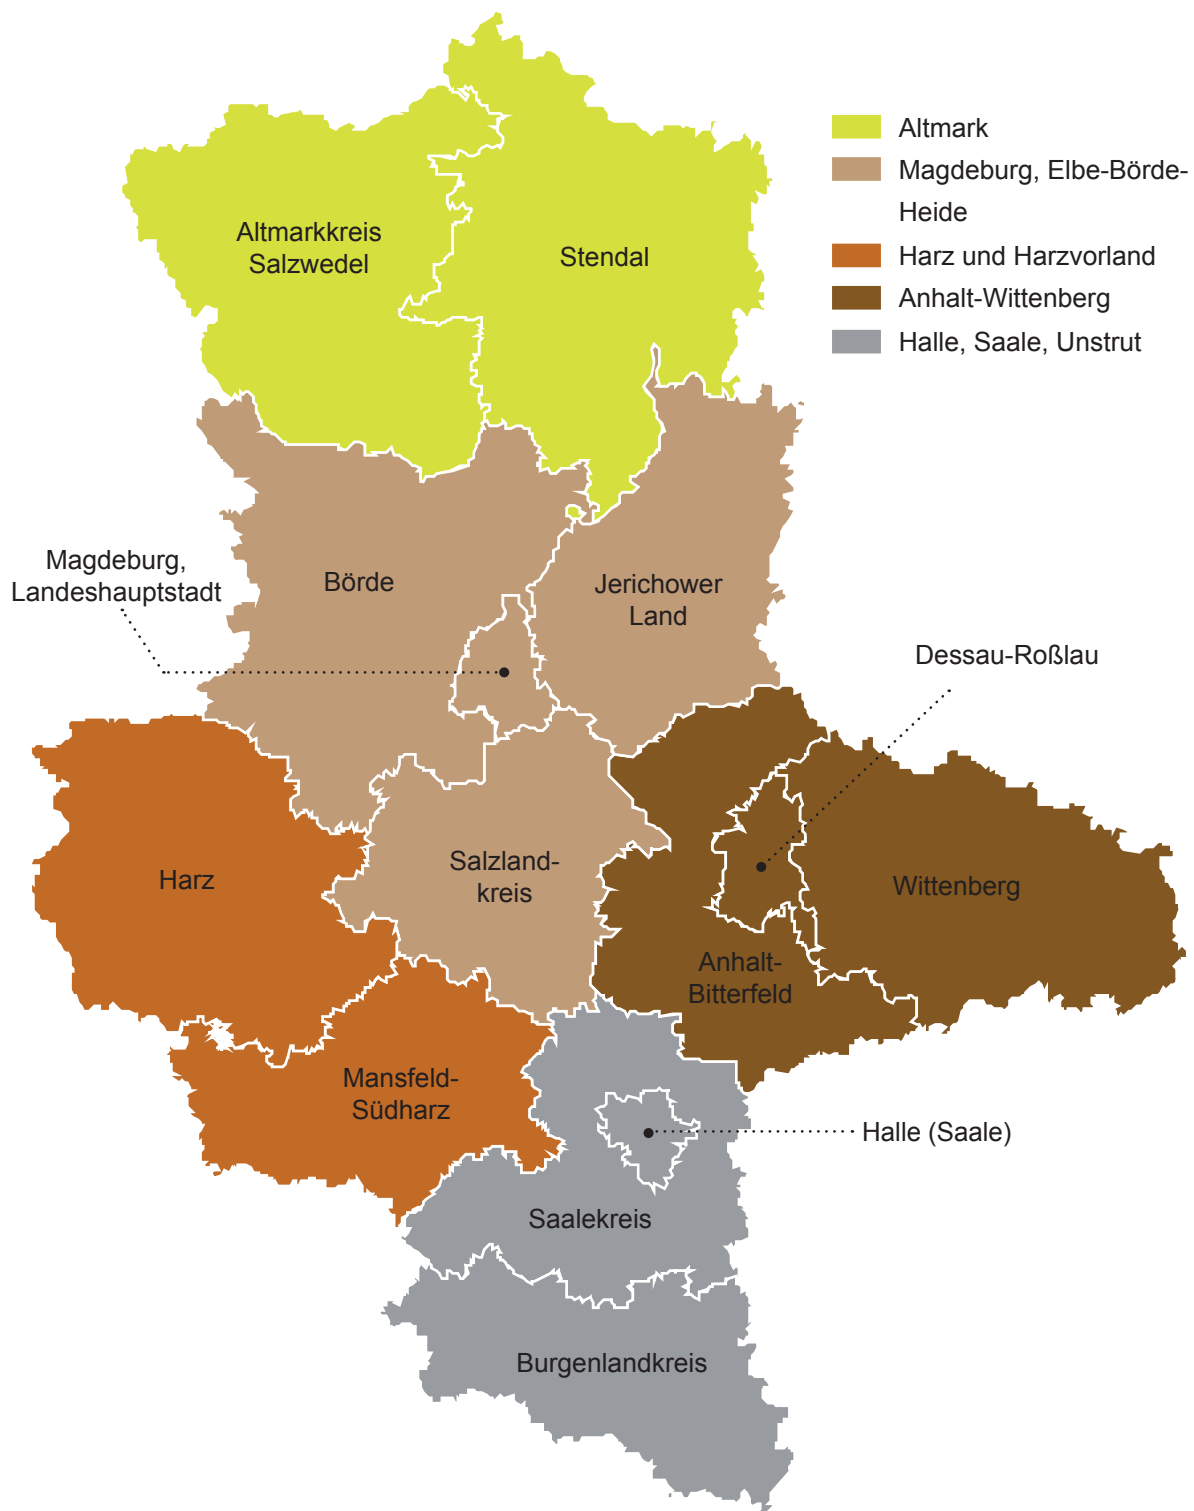 Altmark
Magdeburg, Elbe-Börde-
Heide
Harz und Harzvorland
Anhalt-Wittenberg
Halle, Saale, Unstrut
Altmarkkreis
Salzwedel
Stendal
Magdeburg,
Landeshauptstadt
Börde
Jerichower
Land
Dessau-Roßlau
Harz
Salzland-
kreis
Wittenberg
Anhalt-
Bitterfeld
Mansfeld-
Südharz
Halle (Saale)
Saalekreis
Burgenlandkreis